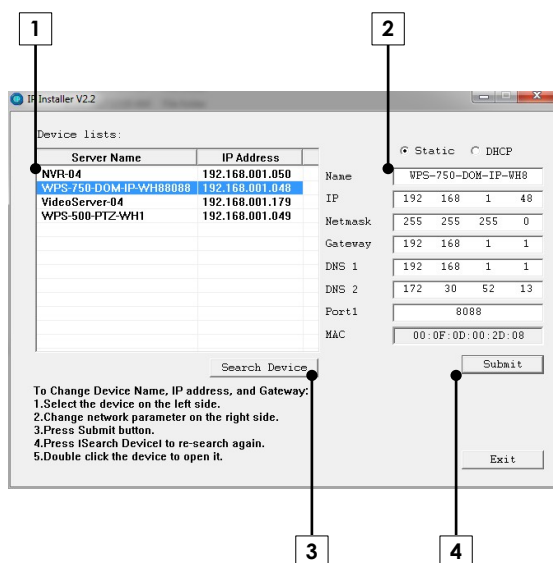 1 2
IP Installer V2.2
Device lists:
Static DHCP
Server Name IP Address
NVR-04 192.168.001.050
WPS-750-DOM-IP-WH88088 192.168.001.048
VideoServer-04 192.168.001.179
WPS-500-PTZ-WH1 192.168.001.049
Name WPS-750-DOM-IP-WH8
IP 192 168 1 48
Netmask 255 255 255 0
Gateway 192 168 1 1
DNS 1 192 168 1 1
DNS 2 172 30 52 13
Port1 8088
MAC 00:0F:0D:00:2D:08
Search Device
Submit
To Change Device Name, IP address, and Gateway:
1.Select the device on the left side.
2.Change network parameter on the right side.
3.Press Submit button.
4.Press |Search Device| to re-search again.
5.Double click the device to open it.
Exit
3 4